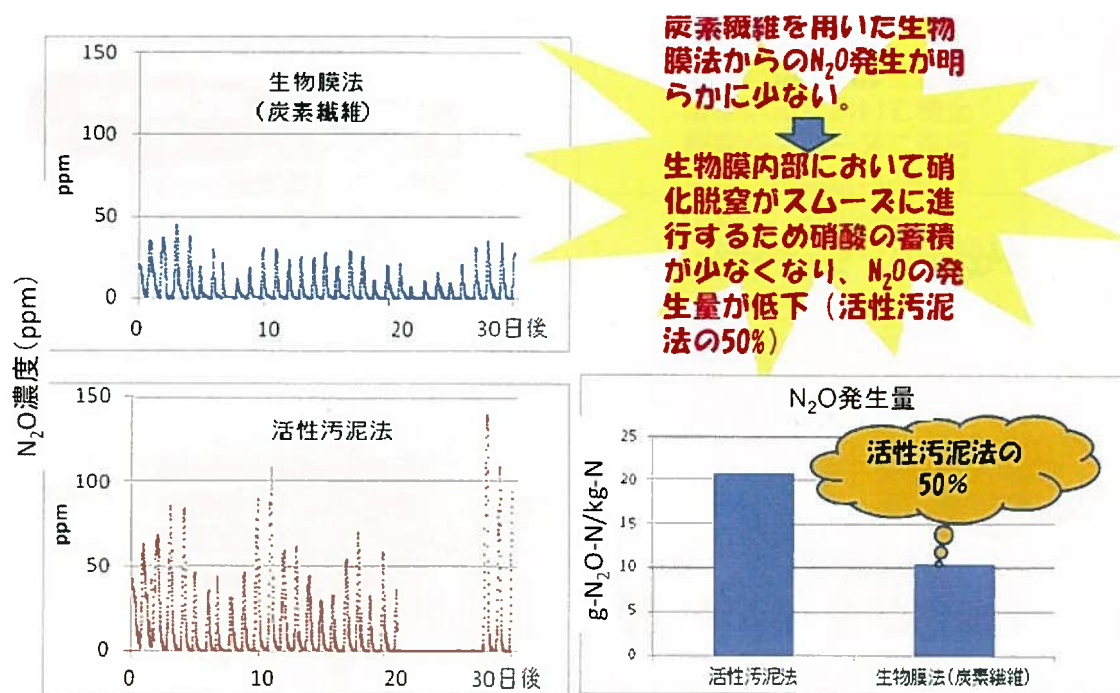 炭素繊維を用いた生物
膜法からのN₂O発生が明
らかに少ない。
生物膜内部において硝
化脱窒がスムーズに進
行するため硝酸の蓄積
が少なくなり、N₂Oの発
生量が低下（活性汚泥
法の50%）
N₂O濃度(ppm)
生物膜法
（炭素繊維）
ppm
150
100
50
0
0 10 20 30日後
活性汚泥法
ppm
150
100
50
0
0 10 20 30日後
N₂O発生量
活性汚泥法の
50%
g-N₂O-N/kg-N
25
20
15
10
5
0
活性汚泥法 生物膜法(炭素繊維)